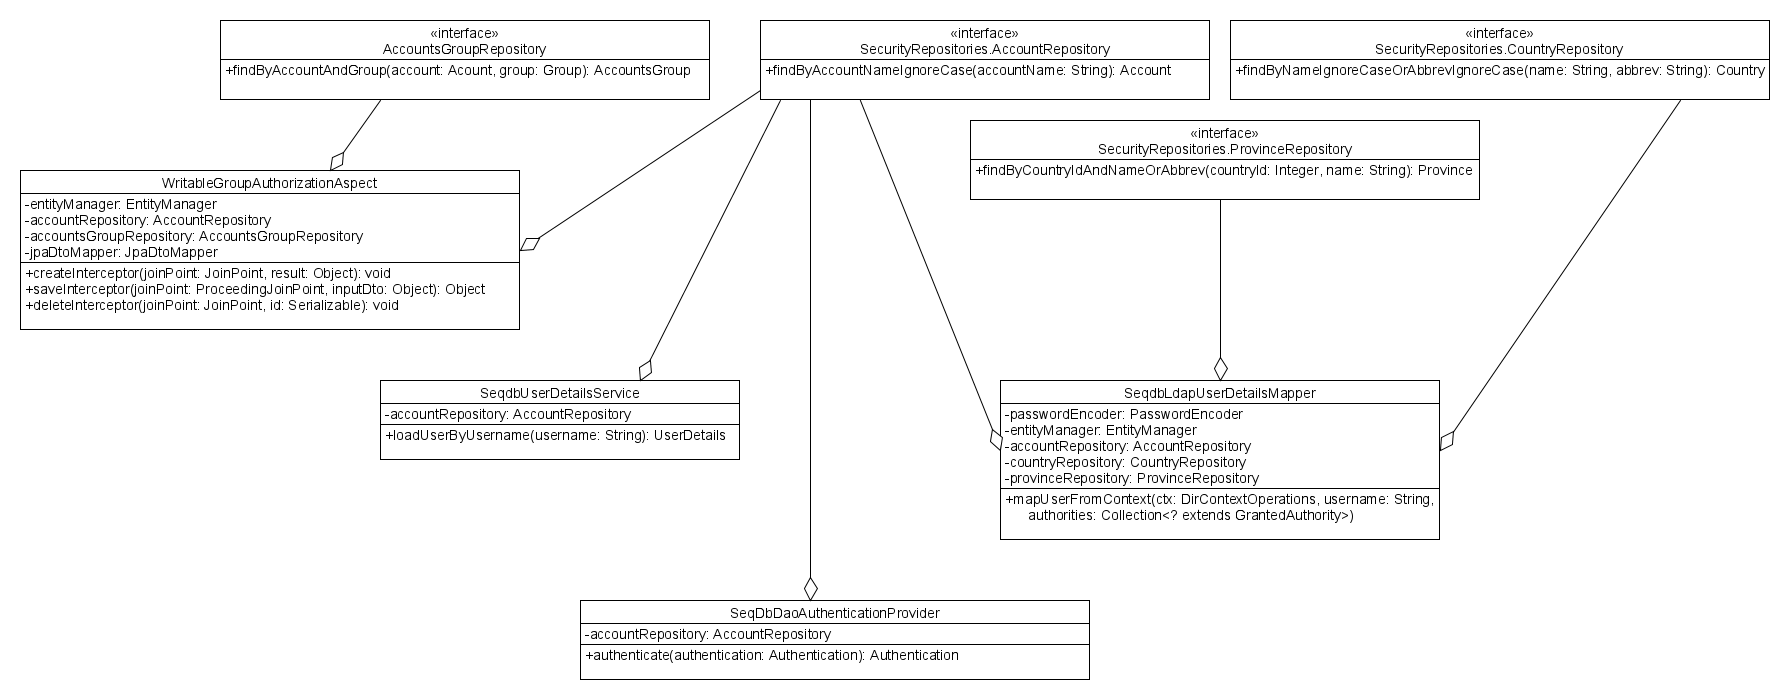 «interface»
AccountsGroupRepository
+findByAccountAndGroup(account: Acount, group: Group): AccountsGroup
«interface»
SecurityRepositories.AccountRepository
+findByAccountNameIgnoreCase(accountName: String): Account
«interface»
SecurityRepositories.CountryRepository
+findByNameIgnoreCaseOrAbbrevIgnoreCase(name: String, abbrev: String): Country
«interface»
SecurityRepositories.ProvinceRepository
+findByCountryIdAndNameOrAbbrev(countryId: Integer, name: String): Province
WritableGroupAuthorizationAspect
-entityManager: EntityManager
-accountRepository: AccountRepository
-accountsGroupRepository: AccountsGroupRepository
-jpaDtoMapper: JpaDtoMapper
+createInterceptor(joinPoint: JoinPoint, result: Object): void
+saveInterceptor(joinPoint: ProceedingJoinPoint, inputDto: Object): Object
+deleteInterceptor(joinPoint: JoinPoint, id: Serializable): void
SeqdbUserDetailsService
-accountRepository: AccountRepository
+loadUserByUsername(username: String): UserDetails
SeqdbLdapUserDetailsMapper
-passwordEncoder: PasswordEncoder
-entityManager: EntityManager
-accountRepository: AccountRepository
-countryRepository: CountryRepository
-provinceRepository: ProvinceRepository
+mapUserFromContext(ctx: DirContextOperations, username: String,
authorities: Collection<? extends GrantedAuthority>)
SeqDbDaoAuthenticationProvider
-accountRepository: AccountRepository
+authenticate(authentication: Authentication): Authentication